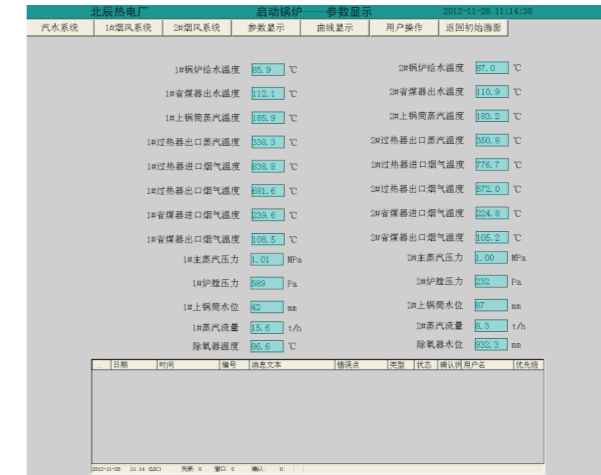 北辰热电厂 启动锅炉——参数显示 2012-11-28 11:14:38
汽水系统 1#烟风系统 2#烟风系统 参数显示 曲线显示 用户操作 返回初始画面
1#锅炉给水温度 85.9 ℃ 2#锅炉给水温度 87.0 ℃
1#省煤器出水温度 112.1 ℃ 2#省煤器出水温度 110.9 ℃
1#上锅筒蒸汽温度 185.9 ℃ 2#上锅筒蒸汽温度 183.2 ℃
1#过热器出口蒸汽温度 338.3 ℃ 2#过热器出口蒸汽温度 350.8 ℃
1#过热器进口烟气温度 838.8 ℃ 2#过热器进口烟气温度 776.7 ℃
1#过热器出口烟气温度 681.6 ℃ 2#过热器出口烟气温度 572.0 ℃
1#省煤器进口烟气温度 239.6 ℃ 2#省煤器进口烟气温度 224.8 ℃
1#省煤器出口烟气温度 108.5 ℃ 2#省煤器出口烟气温度 105.2 ℃
1#主蒸汽压力 1.01 MPa 2#主蒸汽压力 1.00 MPa
1#炉膛压力 589 Pa 2#炉膛压力 232 Pa
1#上锅筒水位 42 mm 2#上锅筒水位 87 mm
1#蒸汽流量 15.6 t/h 2#蒸汽流量 8.3 t/h
除氧器温度 86.6 ℃ 除氧器水位 932.3 mm
日期 时间 编号 消息文本 错误点 类型 状态 确认状 用户名 优先级
2012-11-28 11:14 (LOC) 列表: 0 窗口: 0 确认: 0